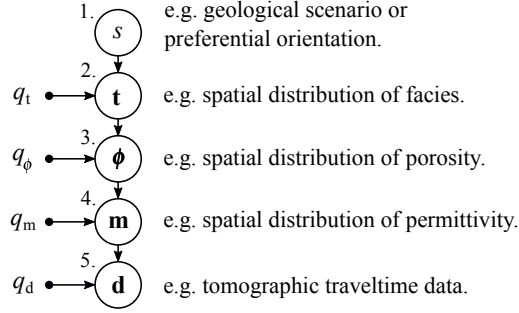 1. s e.g. geological scenario or
preferential orientation.
2. q_t t e.g. spatial distribution of facies.
3. q_ϕ ϕ e.g. spatial distribution of porosity.
4. q_m m e.g. spatial distribution of permittivity.
5. q_d d e.g. tomographic traveltime data.